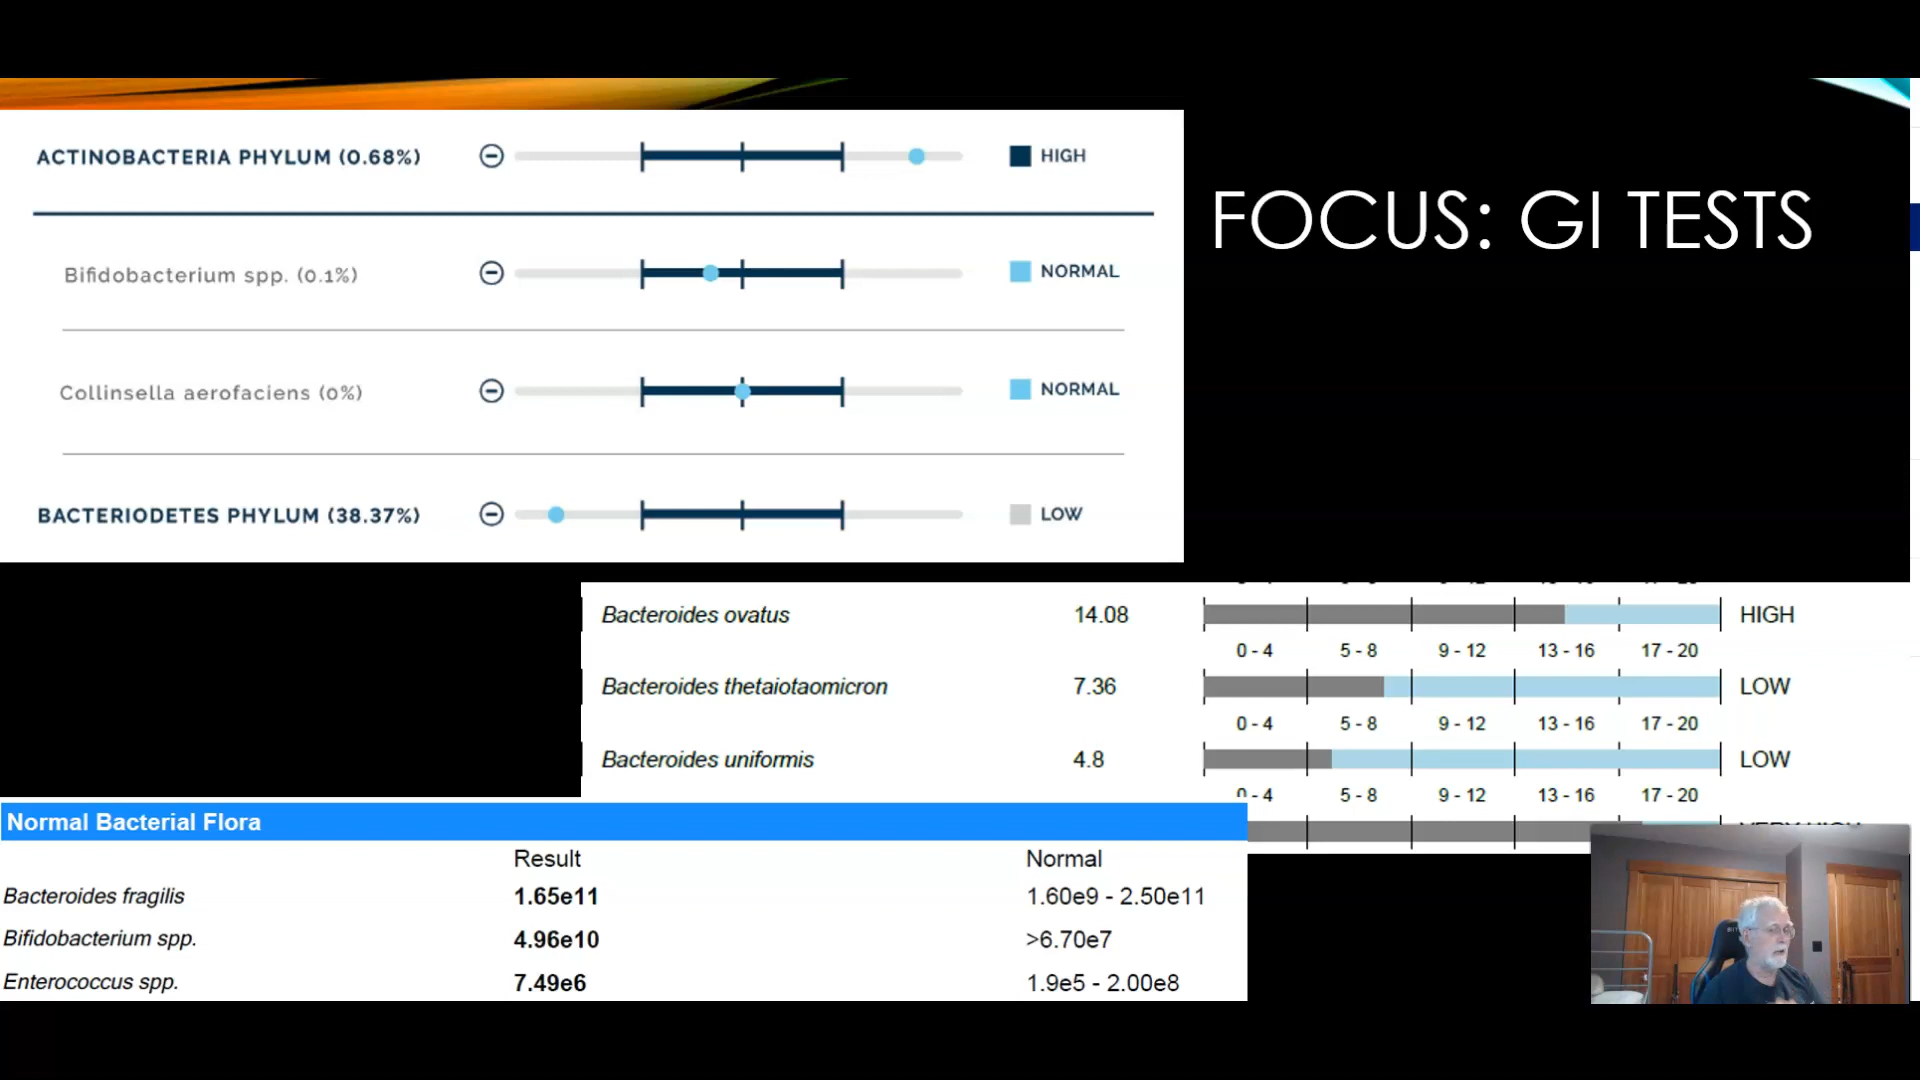 ACTINOBACTERIA PHYLUM (0.68%) HIGH
FOCUS: GI TESTS
Bifidobacterium spp. (0.1%) NORMAL
Collinsella aerofaciens (0%) NORMAL
BACTERIODETES PHYLUM (38.37%) LOW
Bacteroides ovatus 14.08 HIGH
0 - 4 5 - 8 9 - 12 13 - 16 17 - 20
Bacteroides thetaiotaomicron 7.36 LOW
0 - 4 5 - 8 9 - 12 13 - 16 17 - 20
Bacteroides uniformis 4.8 LOW
0 - 4 5 - 8 9 - 12 13 - 16 17 - 20
Normal Bacterial Flora
Result Normal
Bacteroides fragilis 1.65e11 1.60e9 - 2.50e11
Bifidobacterium spp. 4.96e10 >6.70e7
Enterococcus spp. 7.49e6 1.9e5 - 2.00e8